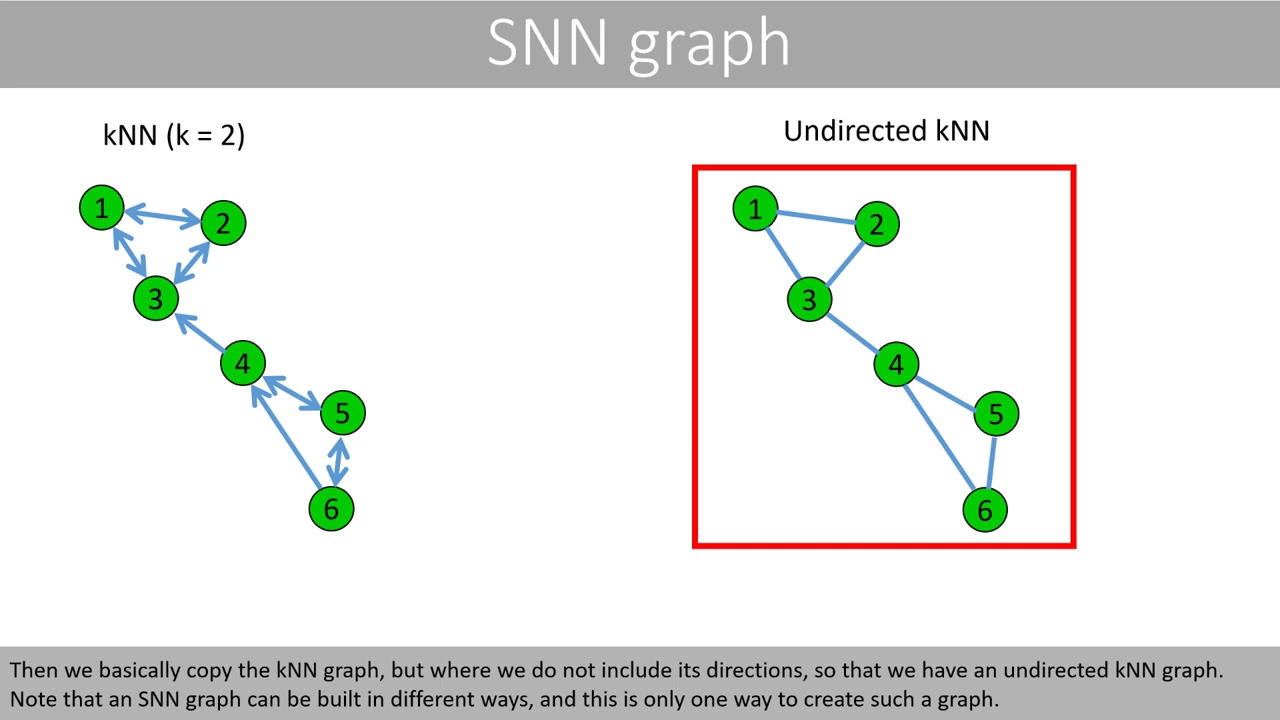 SNN graph
kNN (k = 2)
Undirected kNN
1
2
3
4
5
6
1
2
3
4
5
6
Then we basically copy the kNN graph, but where we do not include its directions, so that we have an undirected kNN graph.
Note that an SNN graph can be built in different ways, and this is only one way to create such a graph.